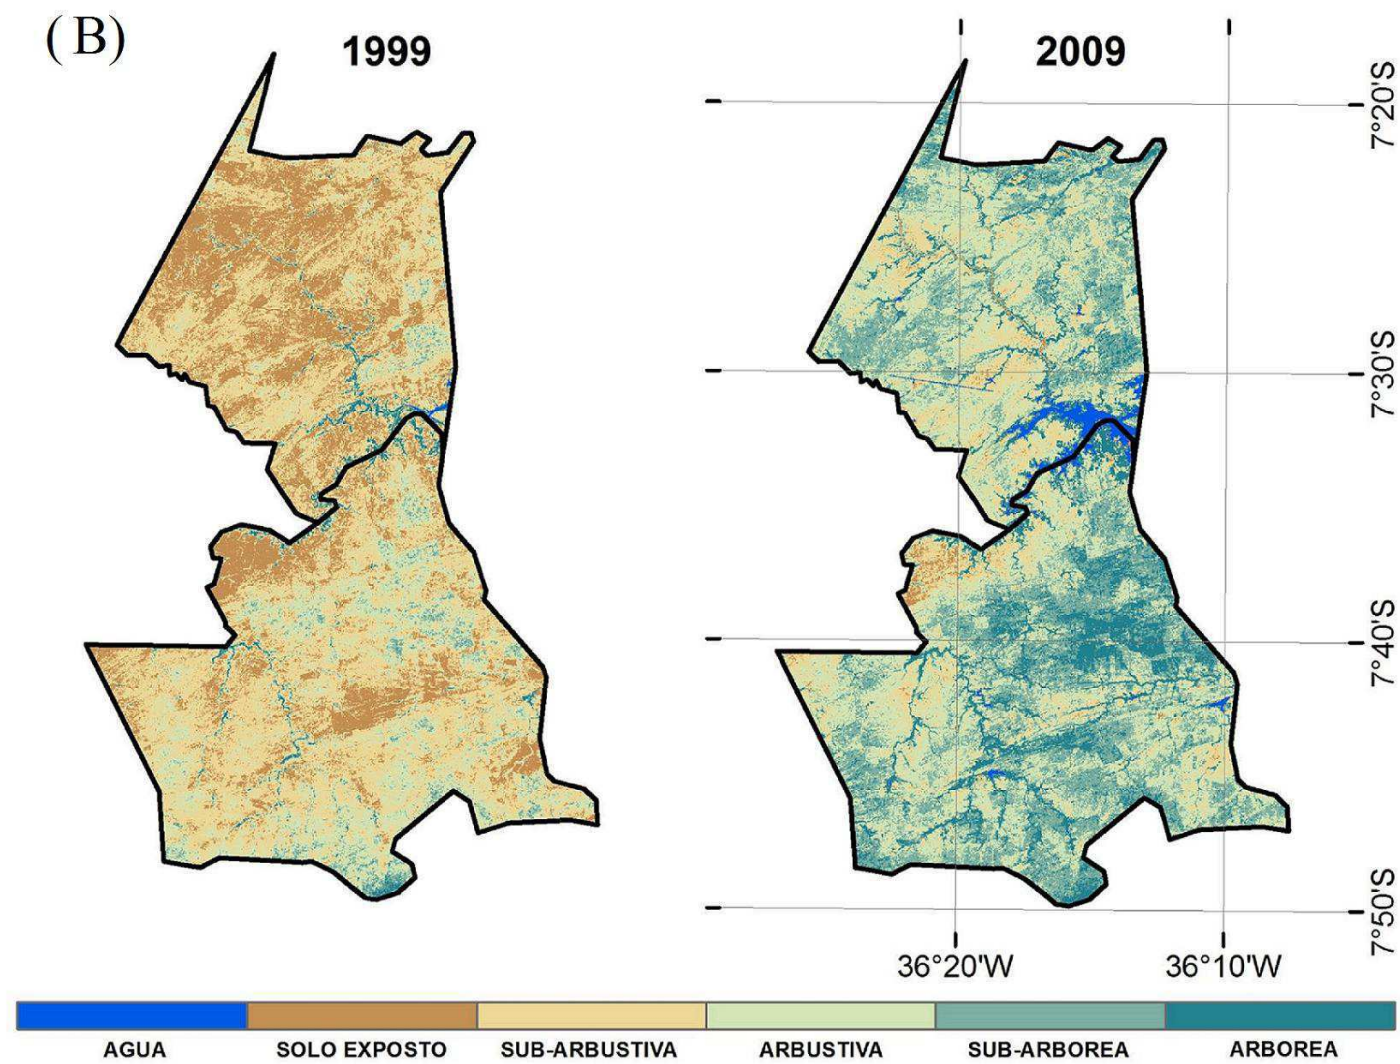 (B)
1999
2009
7°20'S
7°30'S
7°40'S
7°50'S
36°20'W
36°10'W
AGUA
SOLO EXPOSTO
SUB-ARBUSTIVA
ARBUSTIVA
SUB-ARBOREA
ARBOREA